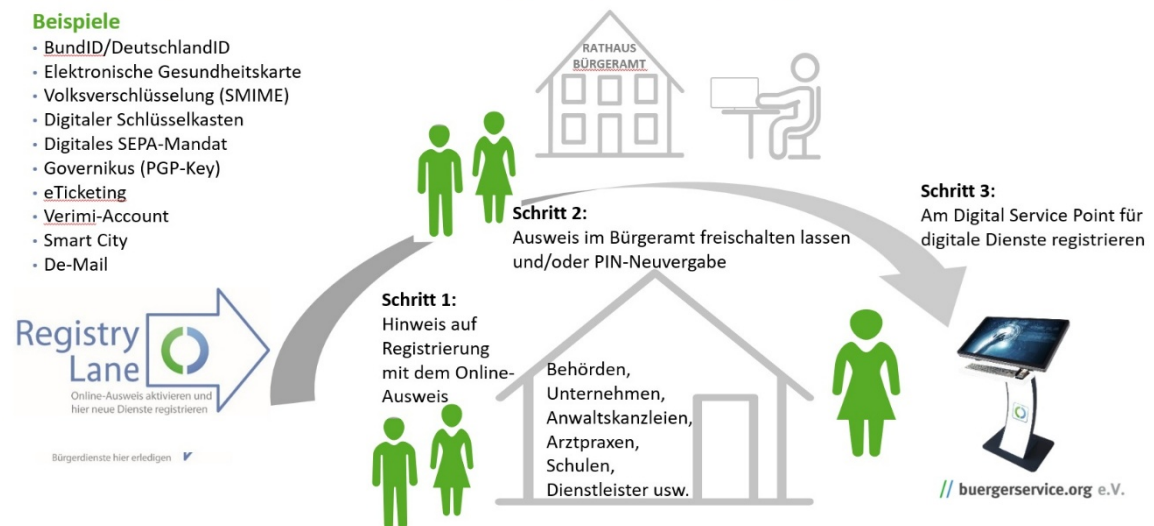 Beispiele
BundID/DeutschlandID
Elektronische Gesundheitskarte
Volksverschlüsselung (SMIME)
Digitaler Schlüsselkasten
Digitales SEPA-Mandat
Governikus (PGP-Key)
eTicketing
Verimi-Account
Smart City
De-Mail
RATHAUS
BÜRGERAMT
Registry
Lane
Online-Ausweis aktivieren und
hier neue Dienste registrieren
Bürgerdienste hier erledigen
Schritt 1:
Hinweis auf
Registrierung
mit dem Online-
Ausweis
Behörden,
Unternehmen,
Anwaltskanzleien,
Arztpraxen,
Schulen,
Dienstleister usw.
Schritt 2:
Ausweis im Bürgeramt freischalten lassen
und/oder PIN-Neuvergabe
Schritt 3:
Am Digital Service Point für
digitale Dienste registrieren
// buergerservice.org e.V.